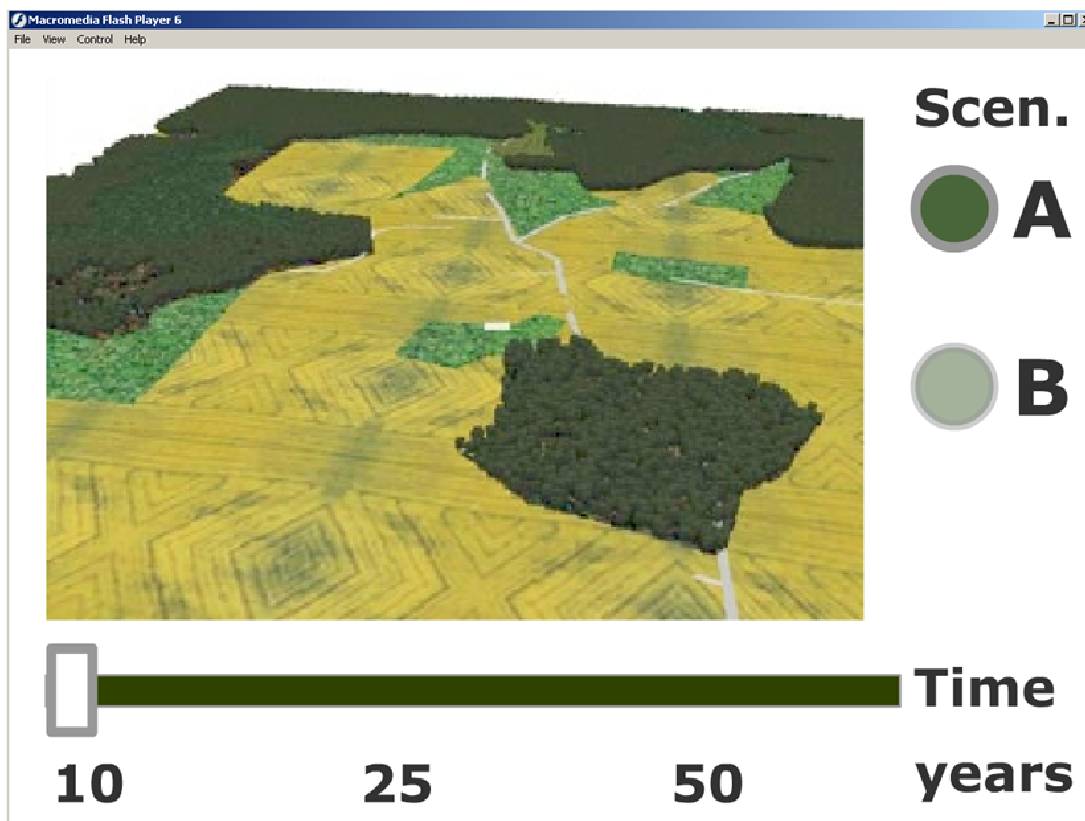 Macromedia Flash Player 6
File View Control Help
Scen.
A
B
Time
10 25 50 years